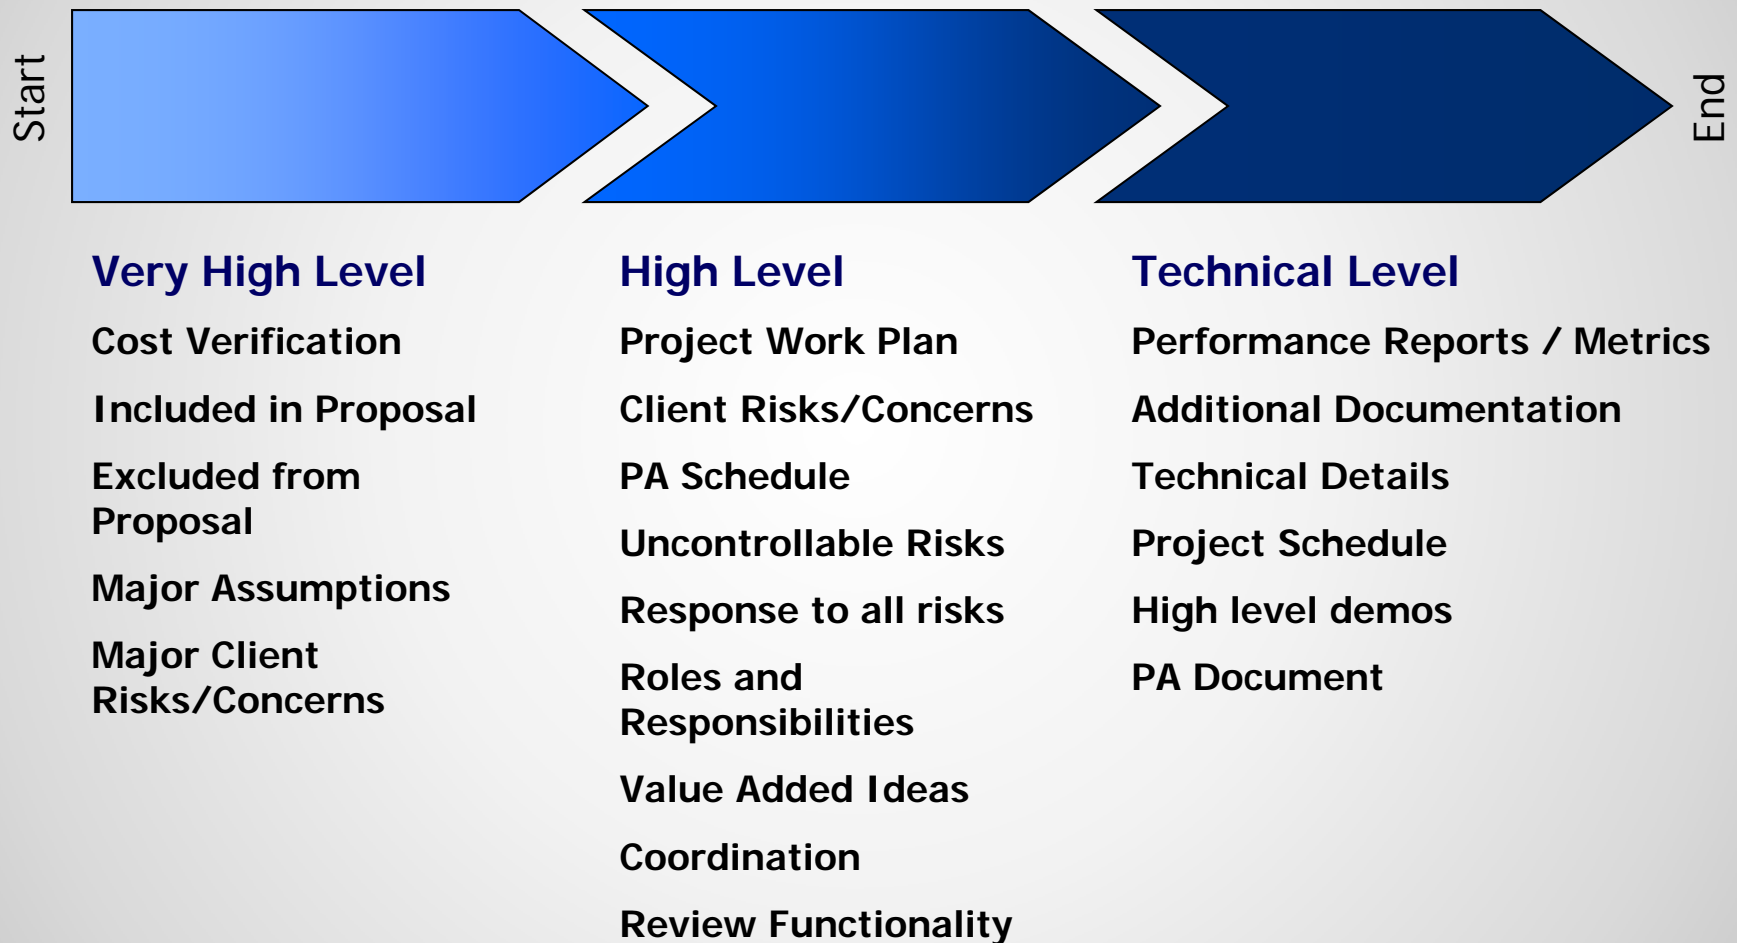 Start
End
Very High Level
Cost Verification
Included in Proposal
Excluded from
Proposal
Major Assumptions
Major Client
Risks/Concerns
High Level
Project Work Plan
Client Risks/Concerns
PA Schedule
Uncontrollable Risks
Response to all risks
Roles and
Responsibilities
Value Added Ideas
Coordination
Review Functionality
Technical Level
Performance Reports / Metrics
Additional Documentation
Technical Details
Project Schedule
High level demos
PA Document